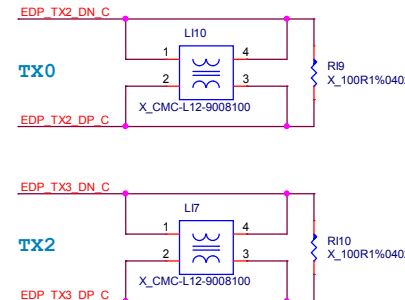 EDP_TX2_DN_C
LI10
1
4
TX0
RI9
X_100R1%0402
2
3
X_CMC-L12-9008100
EDP_TX2_DP_C
EDP_TX3_DN_C
LI7
1
4
TX2
RI10
X_100R1%0402
2
3
X_CMC-L12-9008100
EDP_TX3_DP_C